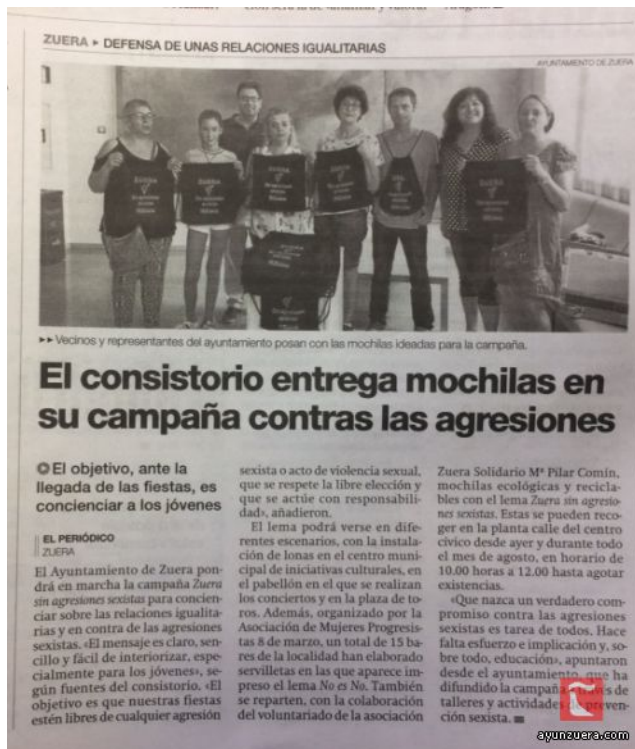 ZUERA ▸ DEFENSA DE UNAS RELACIONES IGUALITARIAS
AYUNTAMIENTO DE ZUERA
▸▸ Vecinos y representantes del ayuntamiento posan con las mochilas ideadas para la campaña.
El consistorio entrega mochilas en
su campaña contras las agresiones
El objetivo, ante la
llegada de las fiestas, es
concienciar a los jóvenes
EL PERIÓDICO
ZUERA
El Ayuntamiento de Zuera pon-
drá en marcha la campaña Zuera
sin agresiones sexistas para concien-
ciar sobre las relaciones igualita-
rias y en contra de las agresiones
sexistas. «El mensaje es claro, sen-
cillo y fácil de interiorizar, espe-
cialmente para los jóvenes», se-
gún fuentes del consistorio. «El
objetivo es que nuestras fiestas
estén libres de cualquier agresión
sexista o acto de violencia sexual,
que se respete la libre elección y
que se actúe con responsabili-
dad», añadieron.
El lema podrá verse en dife-
rentes escenarios, con la instala-
ción de lonas en el centro muni-
cipal de iniciativas culturales, en
el pabellón en el que se realizan
los conciertos y en la plaza de to-
ros. Además, organizado por la
Asociación de Mujeres Progresis-
tas 8 de marzo, un total de 15 ba-
res de la localidad han elaborado
servilletas en las que aparece im-
preso el lema No es No. También
se reparten, con la colaboración
del voluntariado de la asociación
Zuera Solidario Mª Pilar Comín,
mochilas ecológicas y recicla-
bles con el lema Zuera sin agresio-
nes sexistas. Estas se pueden reco-
ger en la planta calle del centro
cívico desde ayer y durante todo
el mes de agosto, en horario de
10.00 horas a 12.00 hasta agotar
existencias.
«Que nazca un verdadero com-
promiso contra las agresiones
sexistas es tarea de todos. Hace
falta esfuerzo e implicación y, so-
bre todo, educación», apuntaron
desde el ayuntamiento, que ha
difundido la campaña a través de
talleres y actividades de preven-
ción sexista.
ayunzuera.com